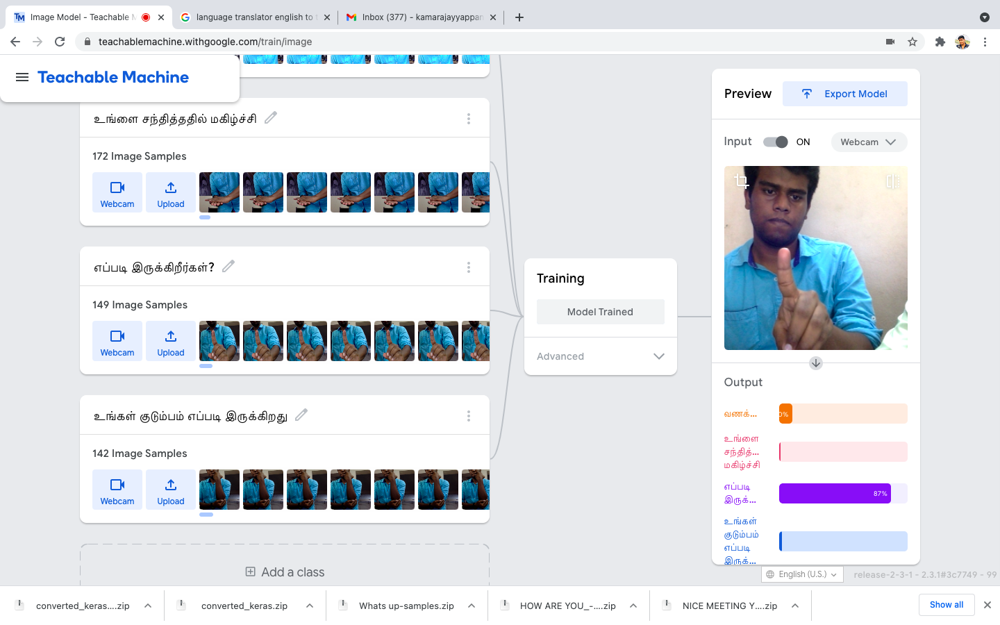 Image Model - Teachable M
language translator english to t
Inbox (377) - kamarajayyappan
teachablemachine.withgoogle.com/train/image
Teachable Machine
உங்ளை சந்தித்ததில் மகிழ்ச்சி
172 Image Samples
Webcam
Upload
எப்படி இருக்கிறீர்கள்?
149 Image Samples
Webcam
Upload
உங்கள் குடும்பம் எப்படி இருக்கிறது
142 Image Samples
Webcam
Upload
Add a class
Training
Model Trained
Advanced
Preview
Export Model
Input
ON
Webcam
Output
வணக்...
0%
உங்ளை
சந்தித்...
மகிழ்ச்சி
எப்படி
இருக்...
87%
உங்கள்
குடும்பம்
எப்படி
இருக்...
English (U.S.)
release-2-3-1 - 2.3.1#3c7749 - 99
converted_keras....zip
converted_keras.zip
Whats up-samples.zip
HOW ARE YOU_-....zip
NICE MEETING Y....zip
Show all